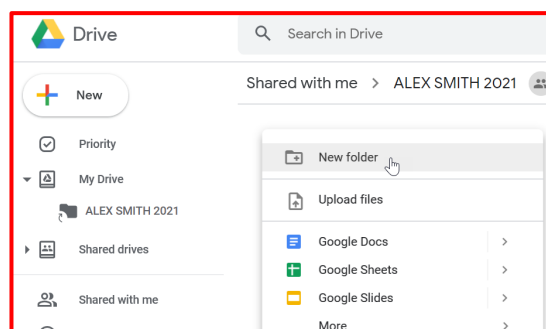 Drive
Search in Drive
New
Shared with me > ALEX SMITH 2021
Priority
My Drive
ALEX SMITH 2021
Shared drives
Shared with me
New folder
Upload files
Google Docs
Google Sheets
Google Slides
More